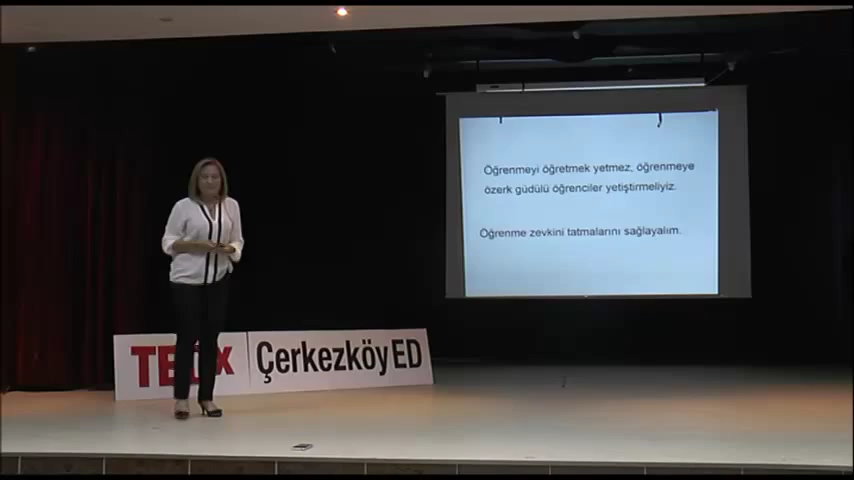 Öğrenmeyi öğretmek yetmez, öğrenmeye
özerk güdülü öğrenciler yetiştirmeliyiz.
Öğrenme zevkini tatmalarını sağlayalım.
TEDx ÇerkezköyED